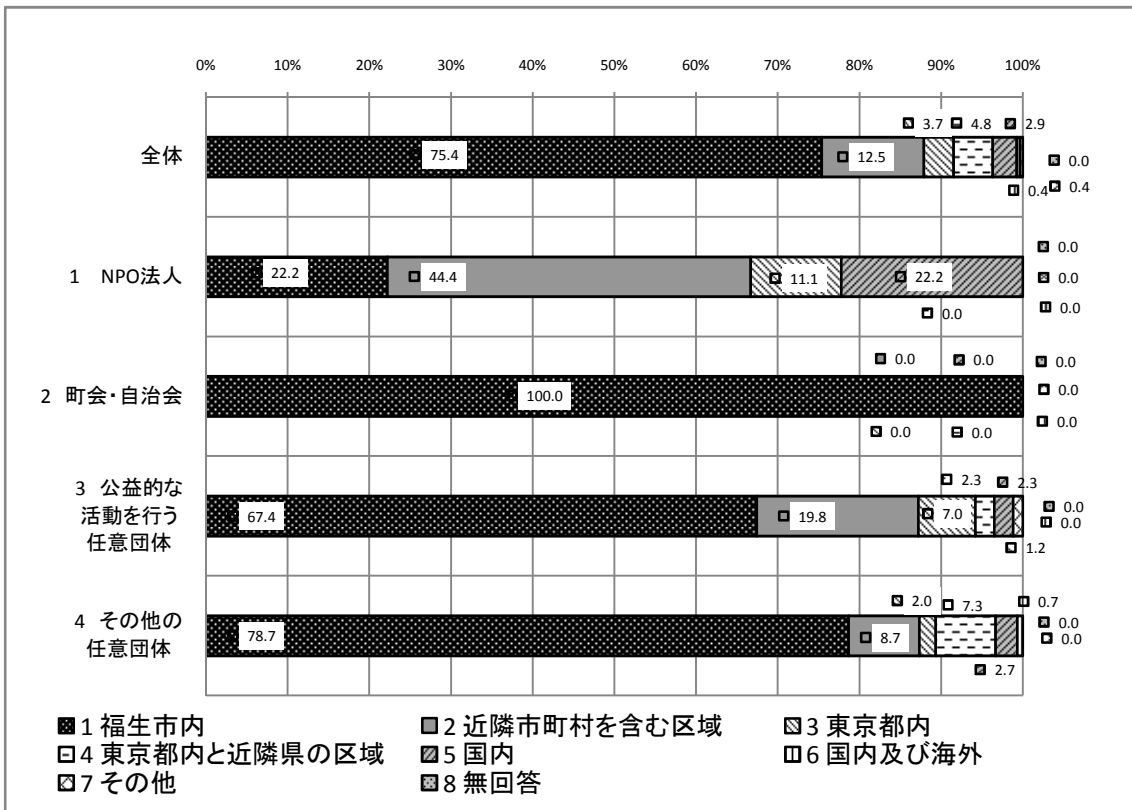 0% 10% 20% 30% 40% 50% 60% 70% 80% 90% 100%
3.7 4.8 2.9
全体 75.4 12.5 0.0
0.4 0.4
0.0
1 NPO法人 22.2 44.4 11.1 22.2 0.0
0.0 0.0
0.0 0.0 0.0
2 町会・自治会 100.0 0.0
0.0 0.0 0.0
3 公益的な 2.3 2.3
活動を行う 67.4 19.8 7.0 0.0
0.0
任意団体 1.2
2.0 7.3 0.7
4 その他の 0.0
任意団体 78.7 8.7 0.0
2.7
1 福生市内 2 近隣市町村を含む区域 3 東京都内
4 東京都内と近隣県の区域 5 国内 6 国内及び海外
7 その他 8 無回答